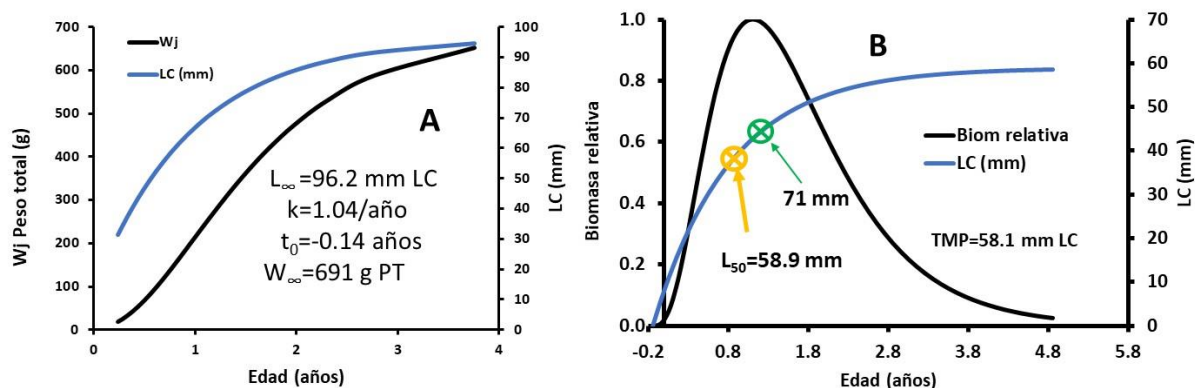 Wj
LC (mm)
A
L∞ =96.2 mm LC
k=1.04/año
t0=-0.14 años
W∞=691 g PT
Wj Peso total (g)
700
600
500
400
300
200
100
0
LC (mm)
100
90
80
70
60
50
40
30
20
10
0
0 1 2 3 4
Edad (años)
B
Biom relativa
LC (mm)
71 mm
L50=58.9 mm
TMP=58.1 mm LC
Biomasa relativa
1.0
0.8
0.6
0.4
0.2
0.0
LC (mm)
70
60
50
40
30
20
10
0
-0.2 0.8 1.8 2.8 3.8 4.8 5.8
Edad (años)